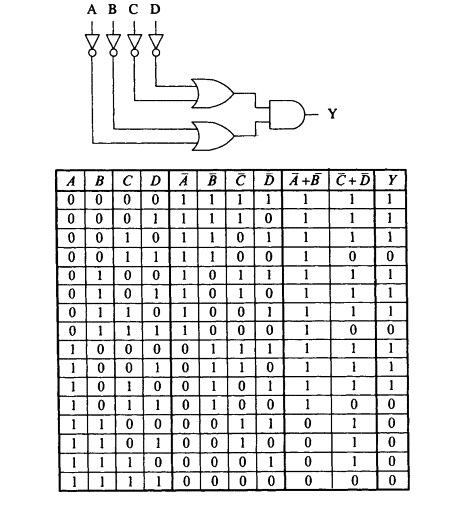 A B C D
Y
A B C D A̅ B̅ C̅ D̅ A̅+B̅ C̅+D̅ Y
0 0 0 0 1 1 1 1 1 1 1
0 0 0 1 1 1 1 0 1 1 1
0 0 1 0 1 1 0 1 1 1 1
0 0 1 1 1 1 0 0 1 0 0
0 1 0 0 1 0 1 1 1 1 1
0 1 0 1 1 0 1 0 1 1 1
0 1 1 0 1 0 0 1 1 1 1
0 1 1 1 1 0 0 0 1 0 0
1 0 0 0 0 1 1 1 1 1 1
1 0 0 1 0 1 1 0 1 1 1
1 0 1 0 0 1 0 1 1 1 1
1 0 1 1 0 1 0 0 1 0 0
1 1 0 0 0 0 1 1 0 1 0
1 1 0 1 0 0 1 0 0 1 0
1 1 1 0 0 0 0 1 0 1 0
1 1 1 1 0 0 0 0 0 0 0